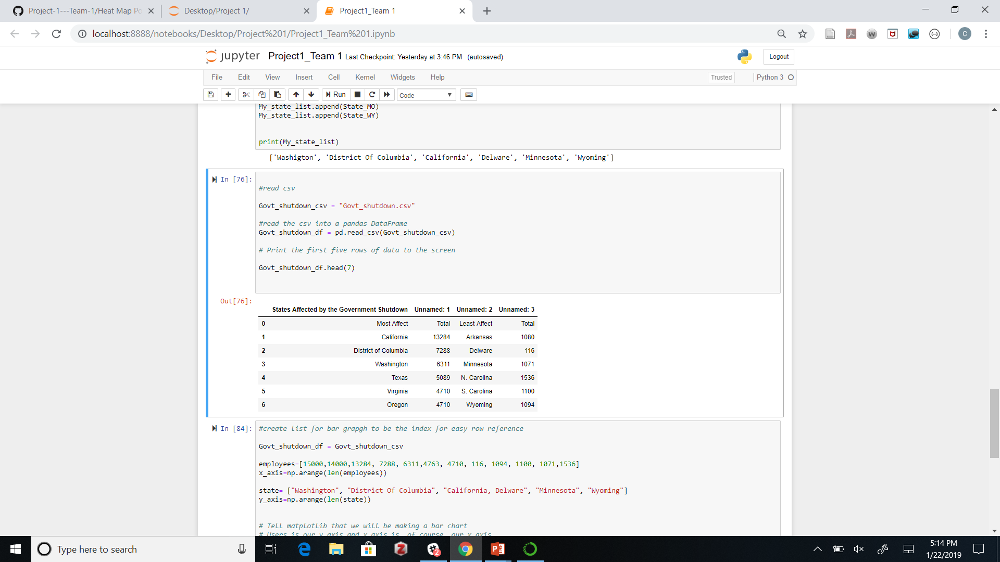 Project-1---Team-1/Heat Map Po
Desktop/Project 1/
Project1_Team 1
localhost:8888/notebooks/Desktop/Project%201/Project1_Team%201.ipynb
C
jupyter Project1_Team 1 Last Checkpoint: Yesterday at 3:46 PM (autosaved)
Logout
File Edit View Insert Cell Kernel Widgets Help
Trusted
Python 3
Run
Code
My_state_list.append(State_MO)
My_state_list.append(State_WY)
print(My_state_list)
['Washigton', 'District Of Columbia', 'California', 'Delware', 'Minnesota', 'Wyoming']
In [76]:
#read csv
Govt_shutdown_csv = "Govt_shutdown.csv"
#read the csv into a pandas DataFrame
Govt_shutdown_df = pd.read_csv(Govt_shutdown_csv)
# Print the first five rows of data to the screen
Govt_shutdown_df.head(7)
Out[76]:
States Affected by the Government Shutdown Unnamed: 1 Unnamed: 2 Unnamed: 3
0 Most Affect Total Least Affect Total
1 California 13284 Arkansas 1080
2 District of Columbia 7288 Delware 116
3 Washington 6311 Minnesota 1071
4 Texas 5089 N. Carolina 1536
5 Virginia 4710 S. Carolina 1100
6 Oregon 4710 Wyoming 1094
In [84]: #create list for bar grapgh to be the index for easy row reference
Govt_shutdown_df = Govt_shutdown_csv
employees=[15000,14000,13284, 7288, 6311,4763, 4710, 116, 1094, 1100, 1071,1536]
x_axis=np.arange(len(employees))
state= ["Washington", "District Of Columbia", "California, Delware", "Minnesota", "Wyoming"]
y_axis=np.arange(len(state))
# Tell matplotlib that we will be making a bar chart
# Users is our y axis and x axis is, of course, our x axis
Type here to search
2
5:14 PM
1/22/2019